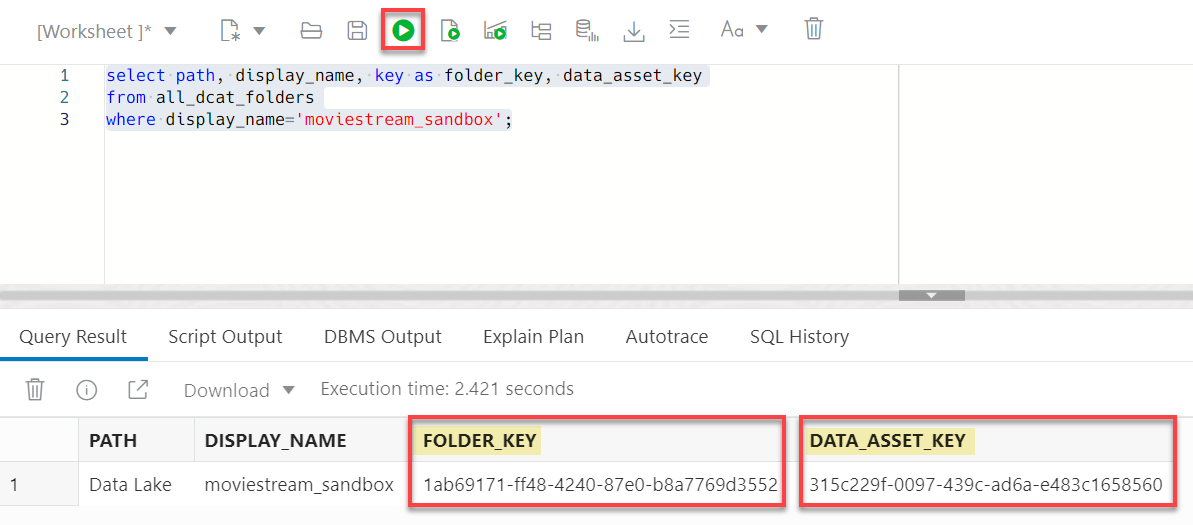 [Worksheet ]*
Aa
1 select path, display_name, key as folder_key, data_asset_key
2 from all_dcat_folders
3 where display_name='moviestream_sandbox';
Query Result Script Output DBMS Output Explain Plan Autotrace SQL History
Download Execution time: 2.421 seconds
PATH DISPLAY_NAME FOLDER_KEY DATA_ASSET_KEY
1 Data Lake moviestream_sandbox 1ab69171-ff48-4240-87e0-b8a7769d3552 315c229f-0097-439c-ad6a-e483c1658560